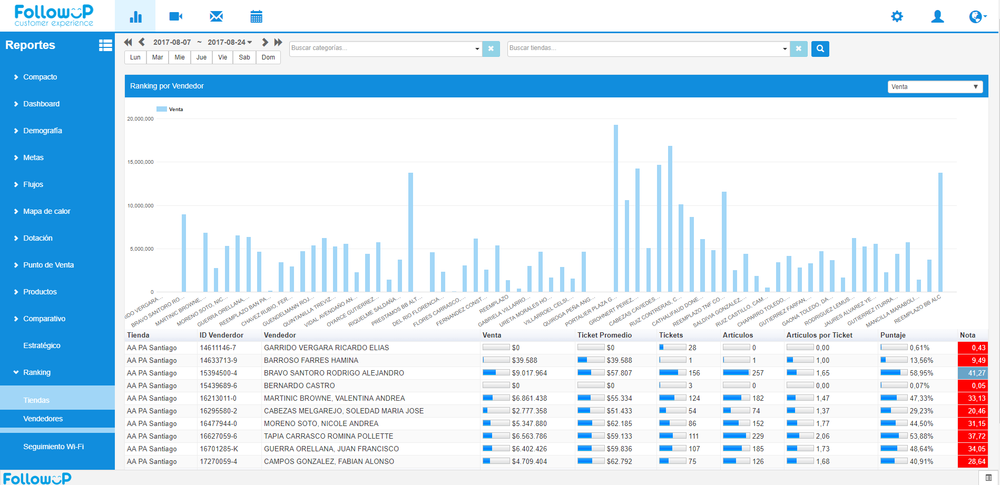 FollowUP
customer experience
Reportes
2017-08-07 ~ 2017-08-24
Buscar categorías...
Buscar tiendas...
Lun Mar Mie Jue Vie Sab Dom
Compacto
Dashboard
Demografía
Metas
Flujos
Mapa de calor
Dotación
Punto de Venta
Productos
Comparativo
Estratégico
Ranking
Tiendas
Vendedores
Seguimiento Wi-Fi
Ranking por Vendedor
Venta
Venta
20,000,000
15,000,000
10,000,000
5,000,000
0
RIDO VERGARA...
BRAVO SANTORO RO...
MARTINIC BROWNE,...
MORENO SOTO, NIC...
GUERRA ORELLANA,...
REEMPLAZO BAN PA...
CHAVEZ RUBIO, FER...
GUENDELMANN ROJ...
QUINTANILLA TREVIZ...
VIDAL AVENDAÑO AN...
OYARCE GUTIERREZ...
RIQUELME SALDAÑA...
PRESTAMOS BB ALT...
DEL RIO FLORENCIA...
FLORES CARRASCO,...
FERNANDEZ CONST...
REEMPLAZO
GABRIELA VILLARRO...
URETA MORALES HO...
VILLARROEL CELSI,...
QUIROGA PEÑA ANG...
PORTALIER PLAZA G...
GROHNERT PEREZ,...
CABEZAS CAVIEDES...
RUIZ CONTRERAS, C...
CATHALIFAUD DONE...
REEMPLAZO TNF CO...
SALDIVIA GONZALEZ,...
RUIZ CASTILLO, CAM...
CHAPARRO TOLEDO,...
GUTIERREZ FARFAN,...
GAONA TOLEDO, DA...
RODRIGUEZ LEMUS...
JAURES ALVAREZ YE...
GUTIERREZ ITURRA...
MANCILLA MARABOLI...
REEMPLAZO BB ALC
Tienda ID Venderdor Vendedor Venta Ticket Promedio Tickets Artículos Artículos por Ticket Puntaje Nota
AA PA Santiago 14611146-7 GARRIDO VERGARA RICARDO ELIAS $0 $0 28 0 0,00 0,61% 0,43
AA PA Santiago 14633713-9 BARROSO FARRES HAMINA $39.588 $39.588 1 1 1,00 13,56% 9,49
AA PA Santiago 15394500-4 BRAVO SANTORO RODRIGO ALEJANDRO $9.017.964 $57.807 156 257 1,65 58,95% 41,27
AA PA Santiago 15439689-6 BERNARDO CASTRO $0 $0 3 0 0,00 0,07% 0,05
AA PA Santiago 16213011-0 MARTINIC BROWNE, VALENTINA ANDREA $6.861.438 $55.334 124 182 1,47 47,33% 33,13
AA PA Santiago 16295580-2 CABEZAS MELGAREJO, SOLEDAD MARIA JOSE $2.777.358 $51.433 54 74 1,37 29,23% 20,46
AA PA Santiago 16477944-0 MORENO SOTO, NICOLE ANDREA $5.347.880 $62.185 86 152 1,77 44,50% 31,15
AA PA Santiago 16627059-6 TAPIA CARRASCO ROMINA POLLETTE $6.563.786 $59.133 111 229 2,06 53,88% 37,72
AA PA Santiago 16701285-K GUERRA ORELLANA, JUAN FRANCISCO $6.402.426 $59.836 107 185 1,73 48,64% 34,05
AA PA Santiago 17270059-4 CAMPOS GONZALEZ, FABIAN ALONSO $4.709.404 $62.792 75 126 1,68 40,91% 28,64
FollowUP